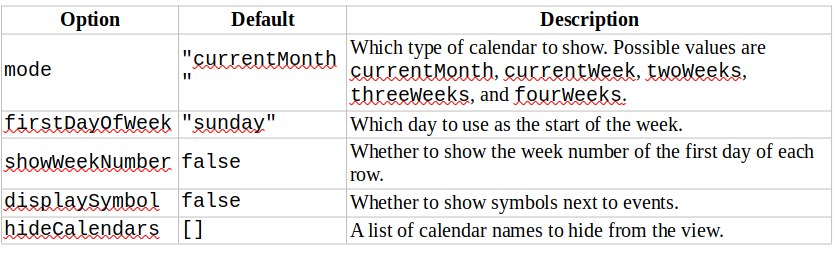 Option Default Description
mode "currentMonth" Which type of calendar to show. Possible values are
currentMonth, currentWeek, twoWeeks,
threeWeeks, and fourWeeks.
firstDayOfWeek "sunday" Which day to use as the start of the week.
showWeekNumber false Whether to show the week number of the first day of each
row.
displaySymbol false Whether to show symbols next to events.
hideCalendars [] A list of calendar names to hide from the view.